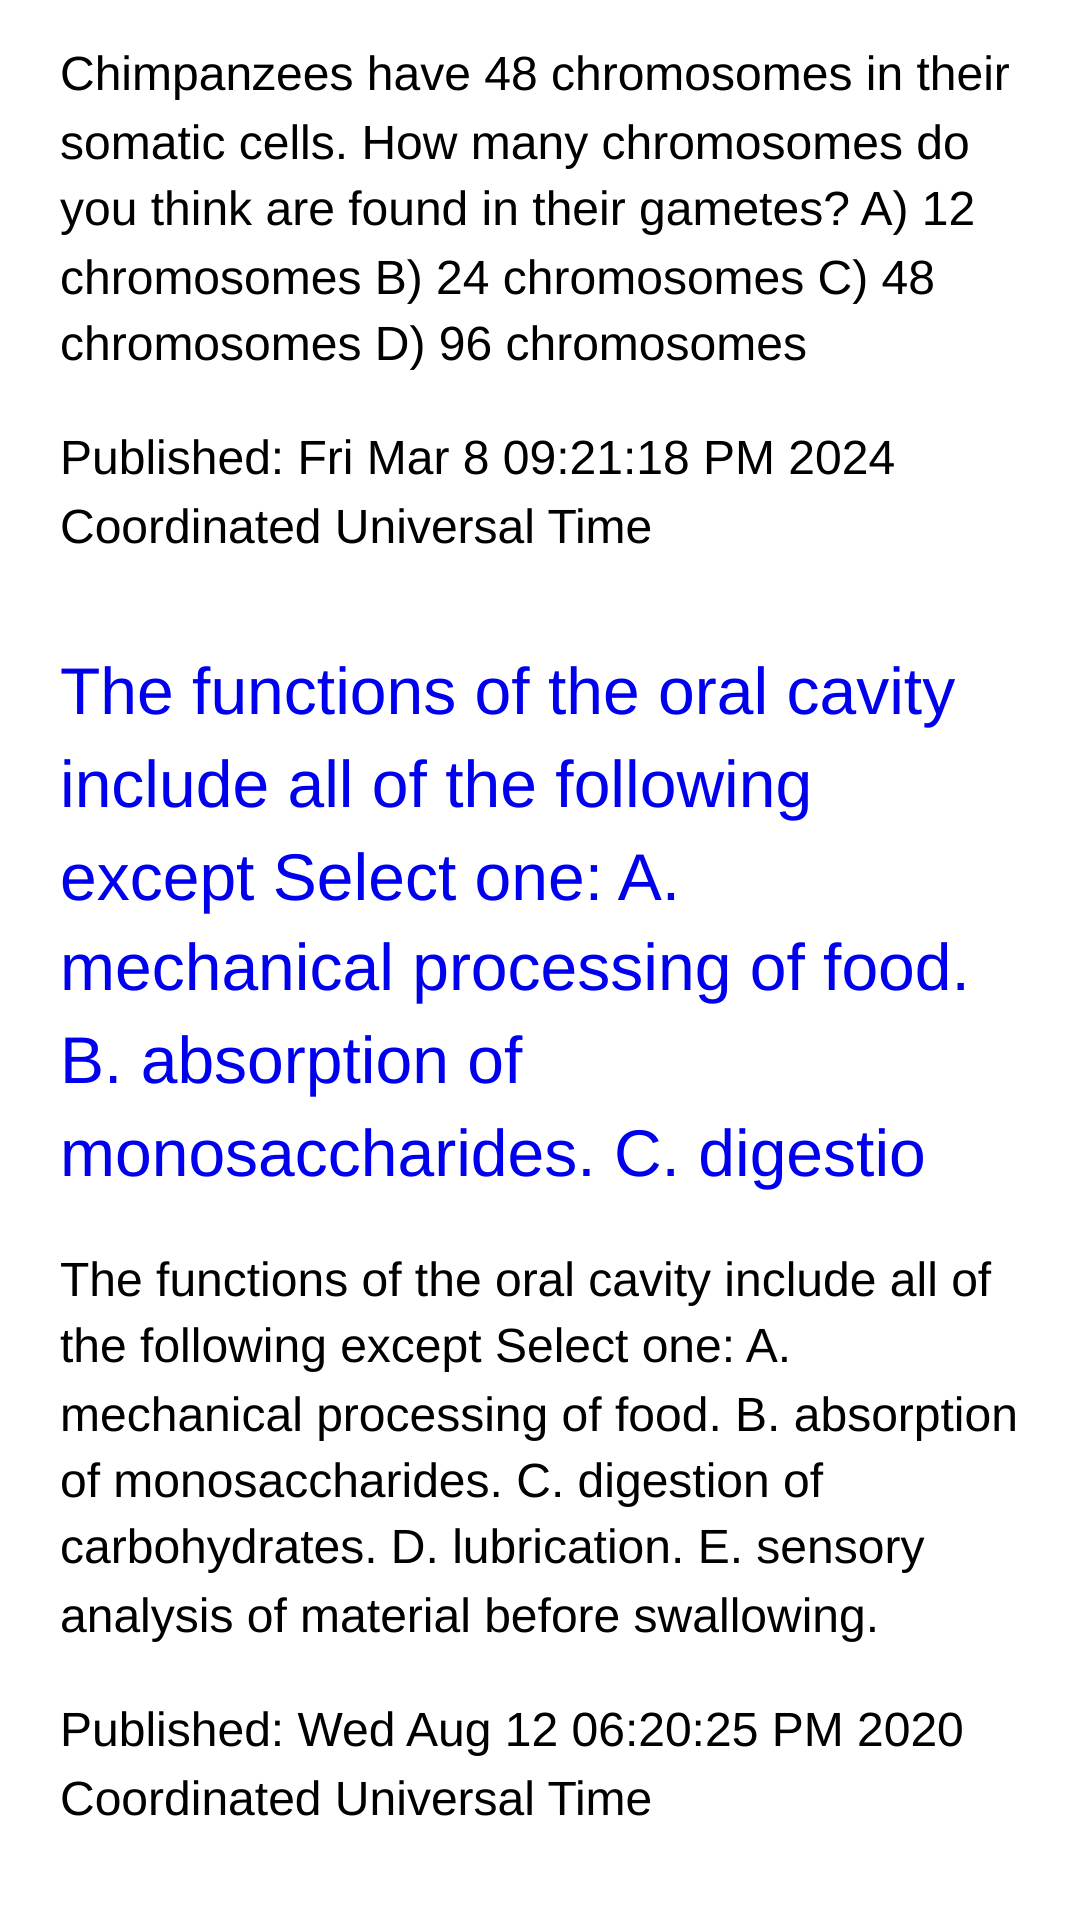 Chimpanzees have 48 chromosomes in their
somatic cells. How many chromosomes do
you think are found in their gametes? A) 12
chromosomes B) 24 chromosomes C) 48
chromosomes D) 96 chromosomes
Published: Fri Mar 8 09:21:18 PM 2024
Coordinated Universal Time
The functions of the oral cavity
include all of the following
except Select one: A.
mechanical processing of food.
B. absorption of
monosaccharides. C. digestio
The functions of the oral cavity include all of
the following except Select one: A.
mechanical processing of food. B. absorption
of monosaccharides. C. digestion of
carbohydrates. D. lubrication. E. sensory
analysis of material before swallowing.
Published: Wed Aug 12 06:20:25 PM 2020
Coordinated Universal Time